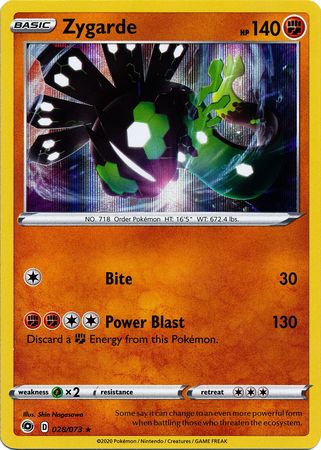 BASIC Zygarde HP 140
NO. 718 Order Pokémon HT: 16'5" WT: 672.4 lbs.
Bite 30
Power Blast 130
Discard a Energy from this Pokémon.
weakness ×2 resistance retreat
Illus. Shin Nagasawa
D 028/073 ★
Some say it can change to an even more powerful form
when battling those who threaten the ecosystem.
©2020 Pokémon / Nintendo / Creatures / GAME FREAK